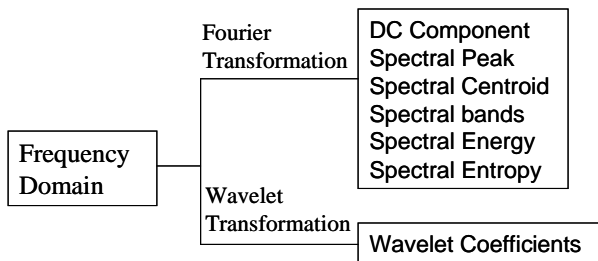 Frequency
Domain
Fourier
Transformation
DC Component
Spectral Peak
Spectral Centroid
Spectral bands
Spectral Energy
Spectral Entropy
Wavelet
Transformation
Wavelet Coefficients